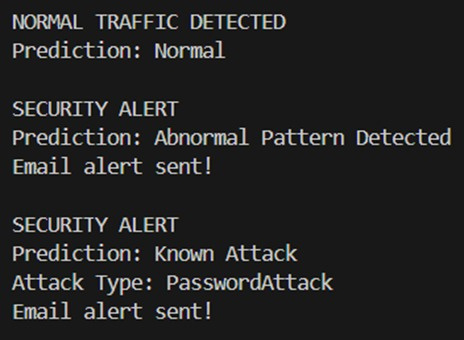 NORMAL TRAFFIC DETECTED
Prediction: Normal
SECURITY ALERT
Prediction: Abnormal Pattern Detected
Email alert sent!
SECURITY ALERT
Prediction: Known Attack
Attack Type: PasswordAttack
Email alert sent!